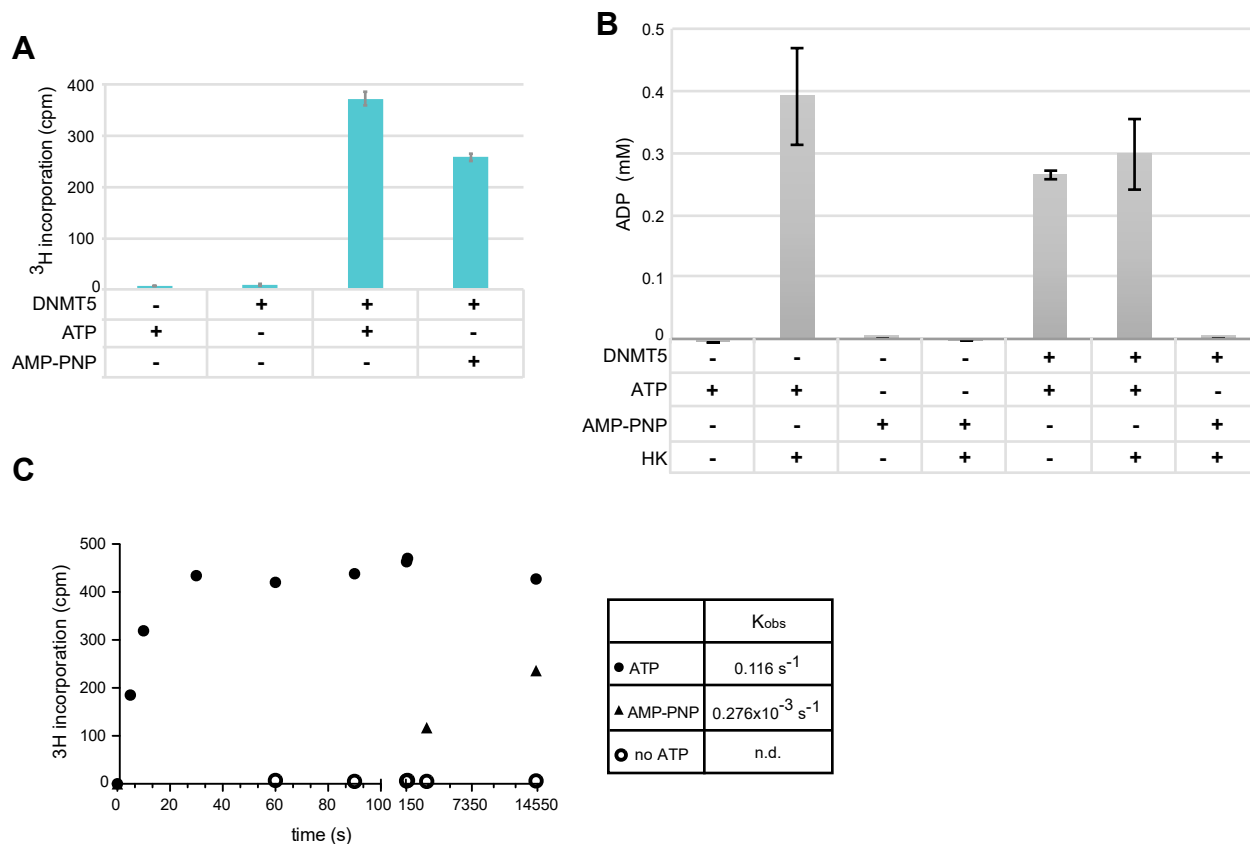 A
3H incorporation (cpm)
400
300
200
100
0
DNMT5 - + + +
ATP + - + -
AMP-PNP - - - +
B
ADP (mM)
0.5
0.4
0.3
0.2
0.1
0
DNMT5 - - - - + + +
ATP + + - - + + -
AMP-PNP - - + + - - +
HK - + - + - + +
C
3H incorporation (cpm)
500
400
300
200
100
0
0 20 40 60 80 100 150 7350 14550
time (s)
Kobs
ATP 0.116 s-1
AMP-PNP 0.276x10-3 s-1
no ATP n.d.